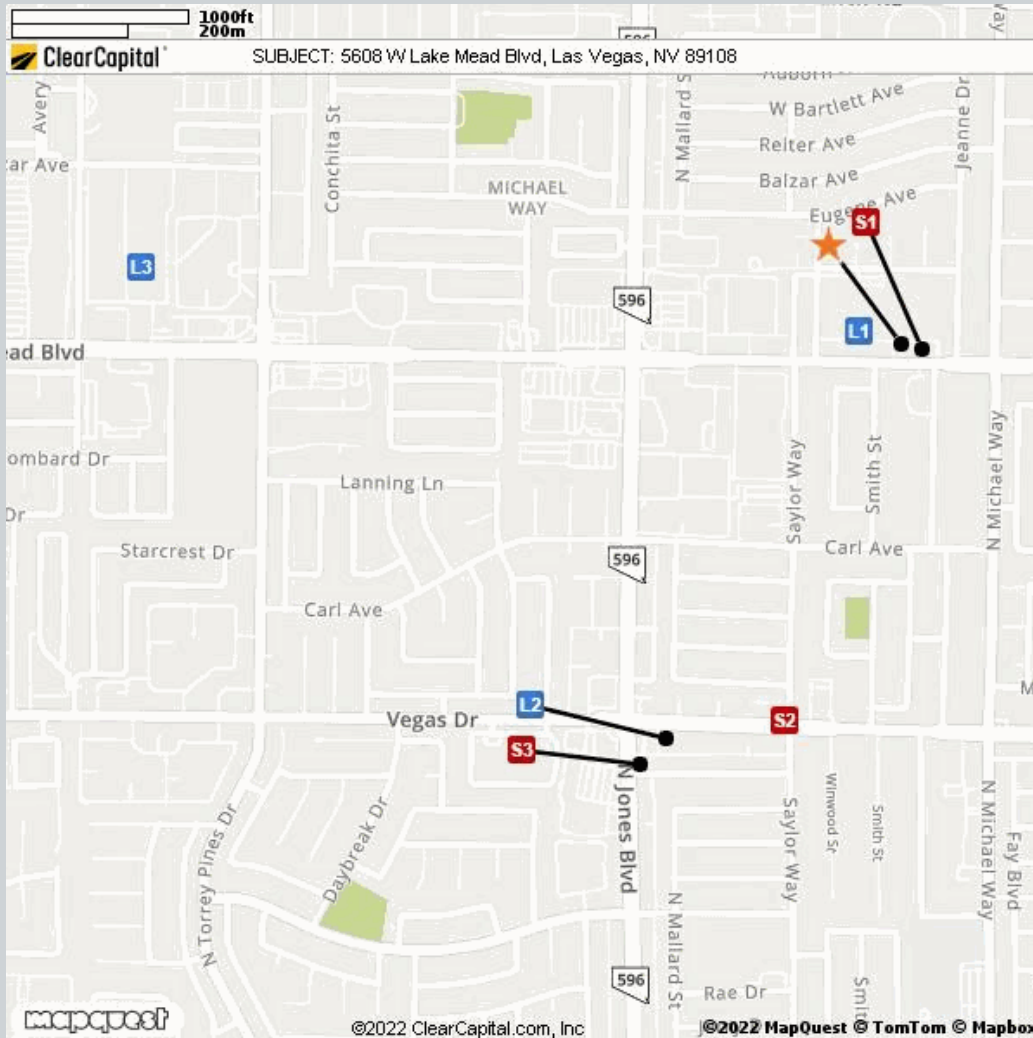 1000ft
200m
596
Way
ClearCapital
SUBJECT: 5608 W Lake Mead Blvd, Las Vegas, NV 89108
Avery
Conchita St
N Mallard S
W Bartlett Ave
Reiter Ave
Jeanne Dr
Balzar Ave
MICHAEL
WAY
Eugene Ave
S1
L3
596
L1
ead Blvd
ombard Dr
Lanning Ln
Saylor Way
Smith St
N Michael Way
Dr
Starcrest Dr
596
Carl Ave
Carl Ave
M
L2
Vegas Dr
S2
S3
N Jones Blvd
N Torrey Pines Dr
Daybreak Dr
Saylor Way
Winwood St
Smith St
N Michael Way
Fay Blvd
N Mallard St
596
Rae Dr
Smit
mapquest
©2022 ClearCapital.com, Inc
©2022 MapQuest © TomTom © Mapbox